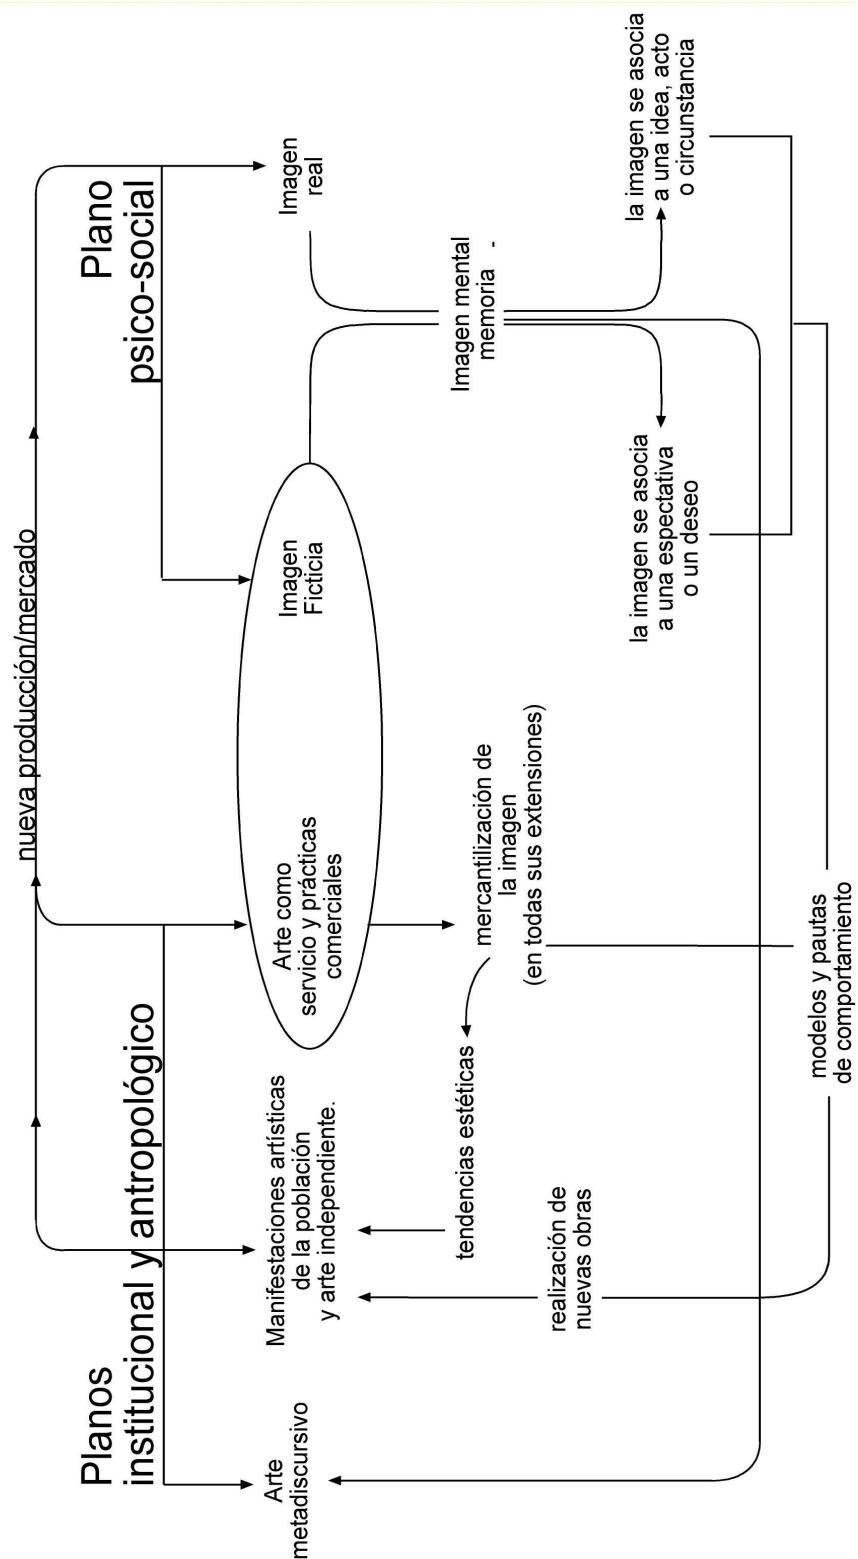 nueva producción/mercado
Planos
institucional y antropológico
Plano
psico-social
Arte
metadiscursivo
Manifestaciones artísticas
de la población
y arte independiente.
Arte como
servicio y prácticas
comerciales
Imagen
Ficticia
Imagen
real
tendencias estéticas
mercantilización de
la imagen
(en todas sus extensiones)
Imagen mental
memoria -
realización de
nuevas obras
la imagen se asocia
a una espectativa
o un deseo
la imagen se asocia
a una idea, acto
o circunstancia
modelos y pautas
de comportamiento